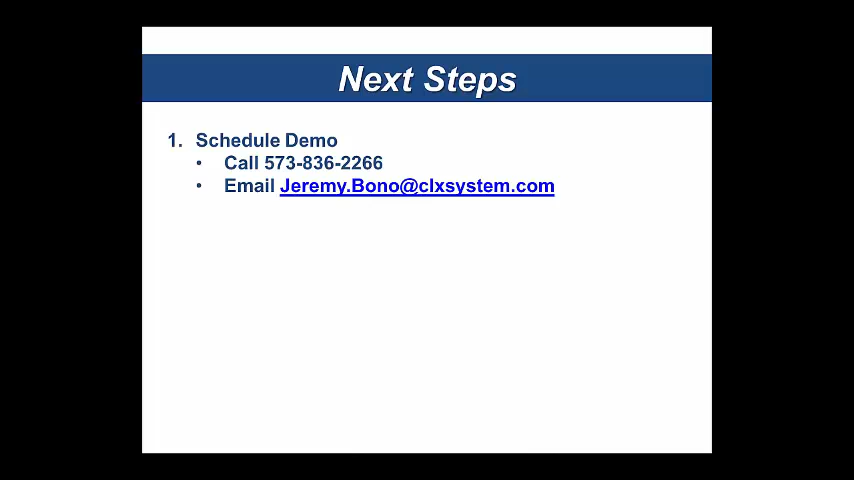 Next Steps
1. Schedule Demo
• Call 573-836-2266
• Email Jeremy.Bono@clxsystem.com